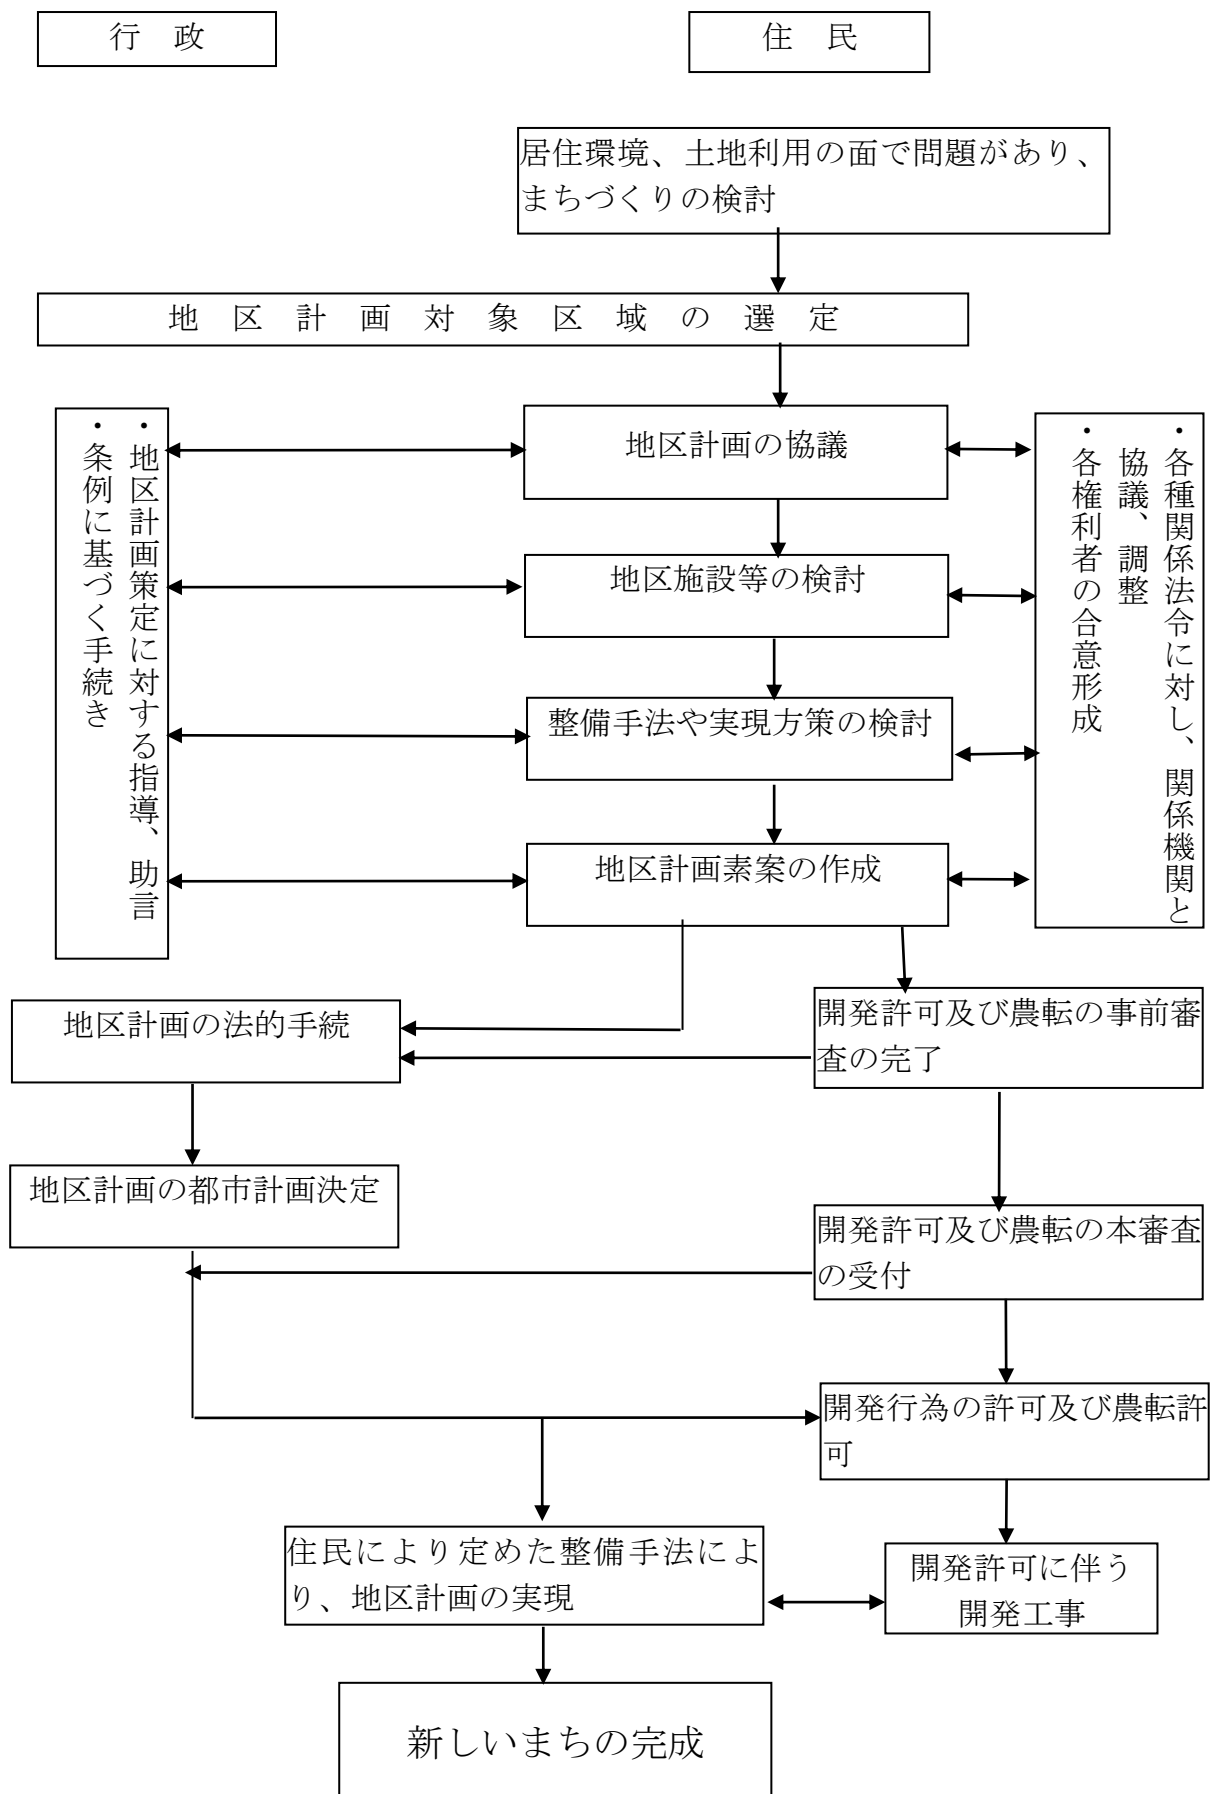 行　政
住　民
居住環境、土地利用の面で問題があり、
まちづくりの検討
地　区　計　画　対　象　区　域　の　選　定
・地区計画策定に対する指導、助言
・条例に基づく手続き
地区計画の協議
地区施設等の検討
整備手法や実現方策の検討
地区計画素案の作成
・各種関係法令に対し、関係機関と
協議、調整
・各権利者の合意形成
地区計画の法的手続
開発許可及び農転の事前審
査の完了
地区計画の都市計画決定
開発許可及び農転の本審査
の受付
開発行為の許可及び農転許
可
住民により定めた整備手法によ
り、地区計画の実現
開発許可に伴う
開発工事
新しいまちの完成